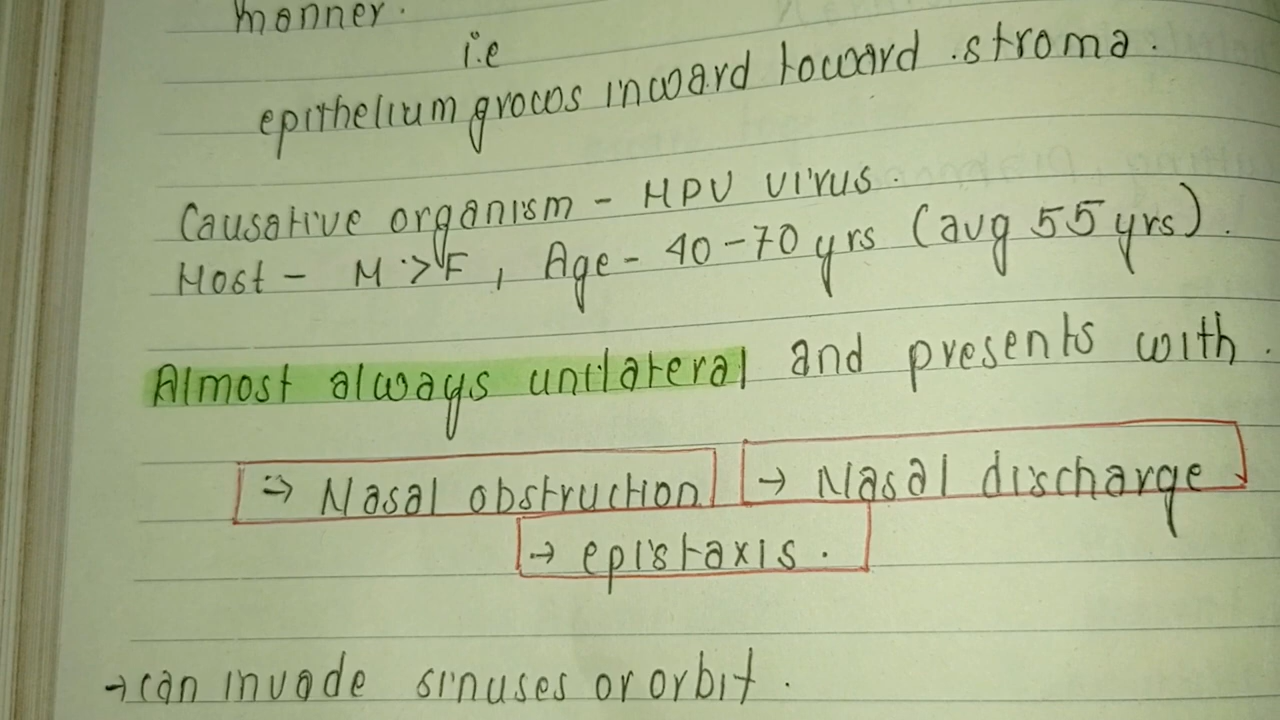 manner.
i.e
epithelium grows inward toward stroma.
Causative organism - HPV virus.
Host - M > F, Age - 40-70 yrs (avg 55 yrs).
Almost always unilateral and presents with.
⇒ Nasal obstruction → Nasal discharge
→ epistaxis.
→ can invade sinuses or orbit.